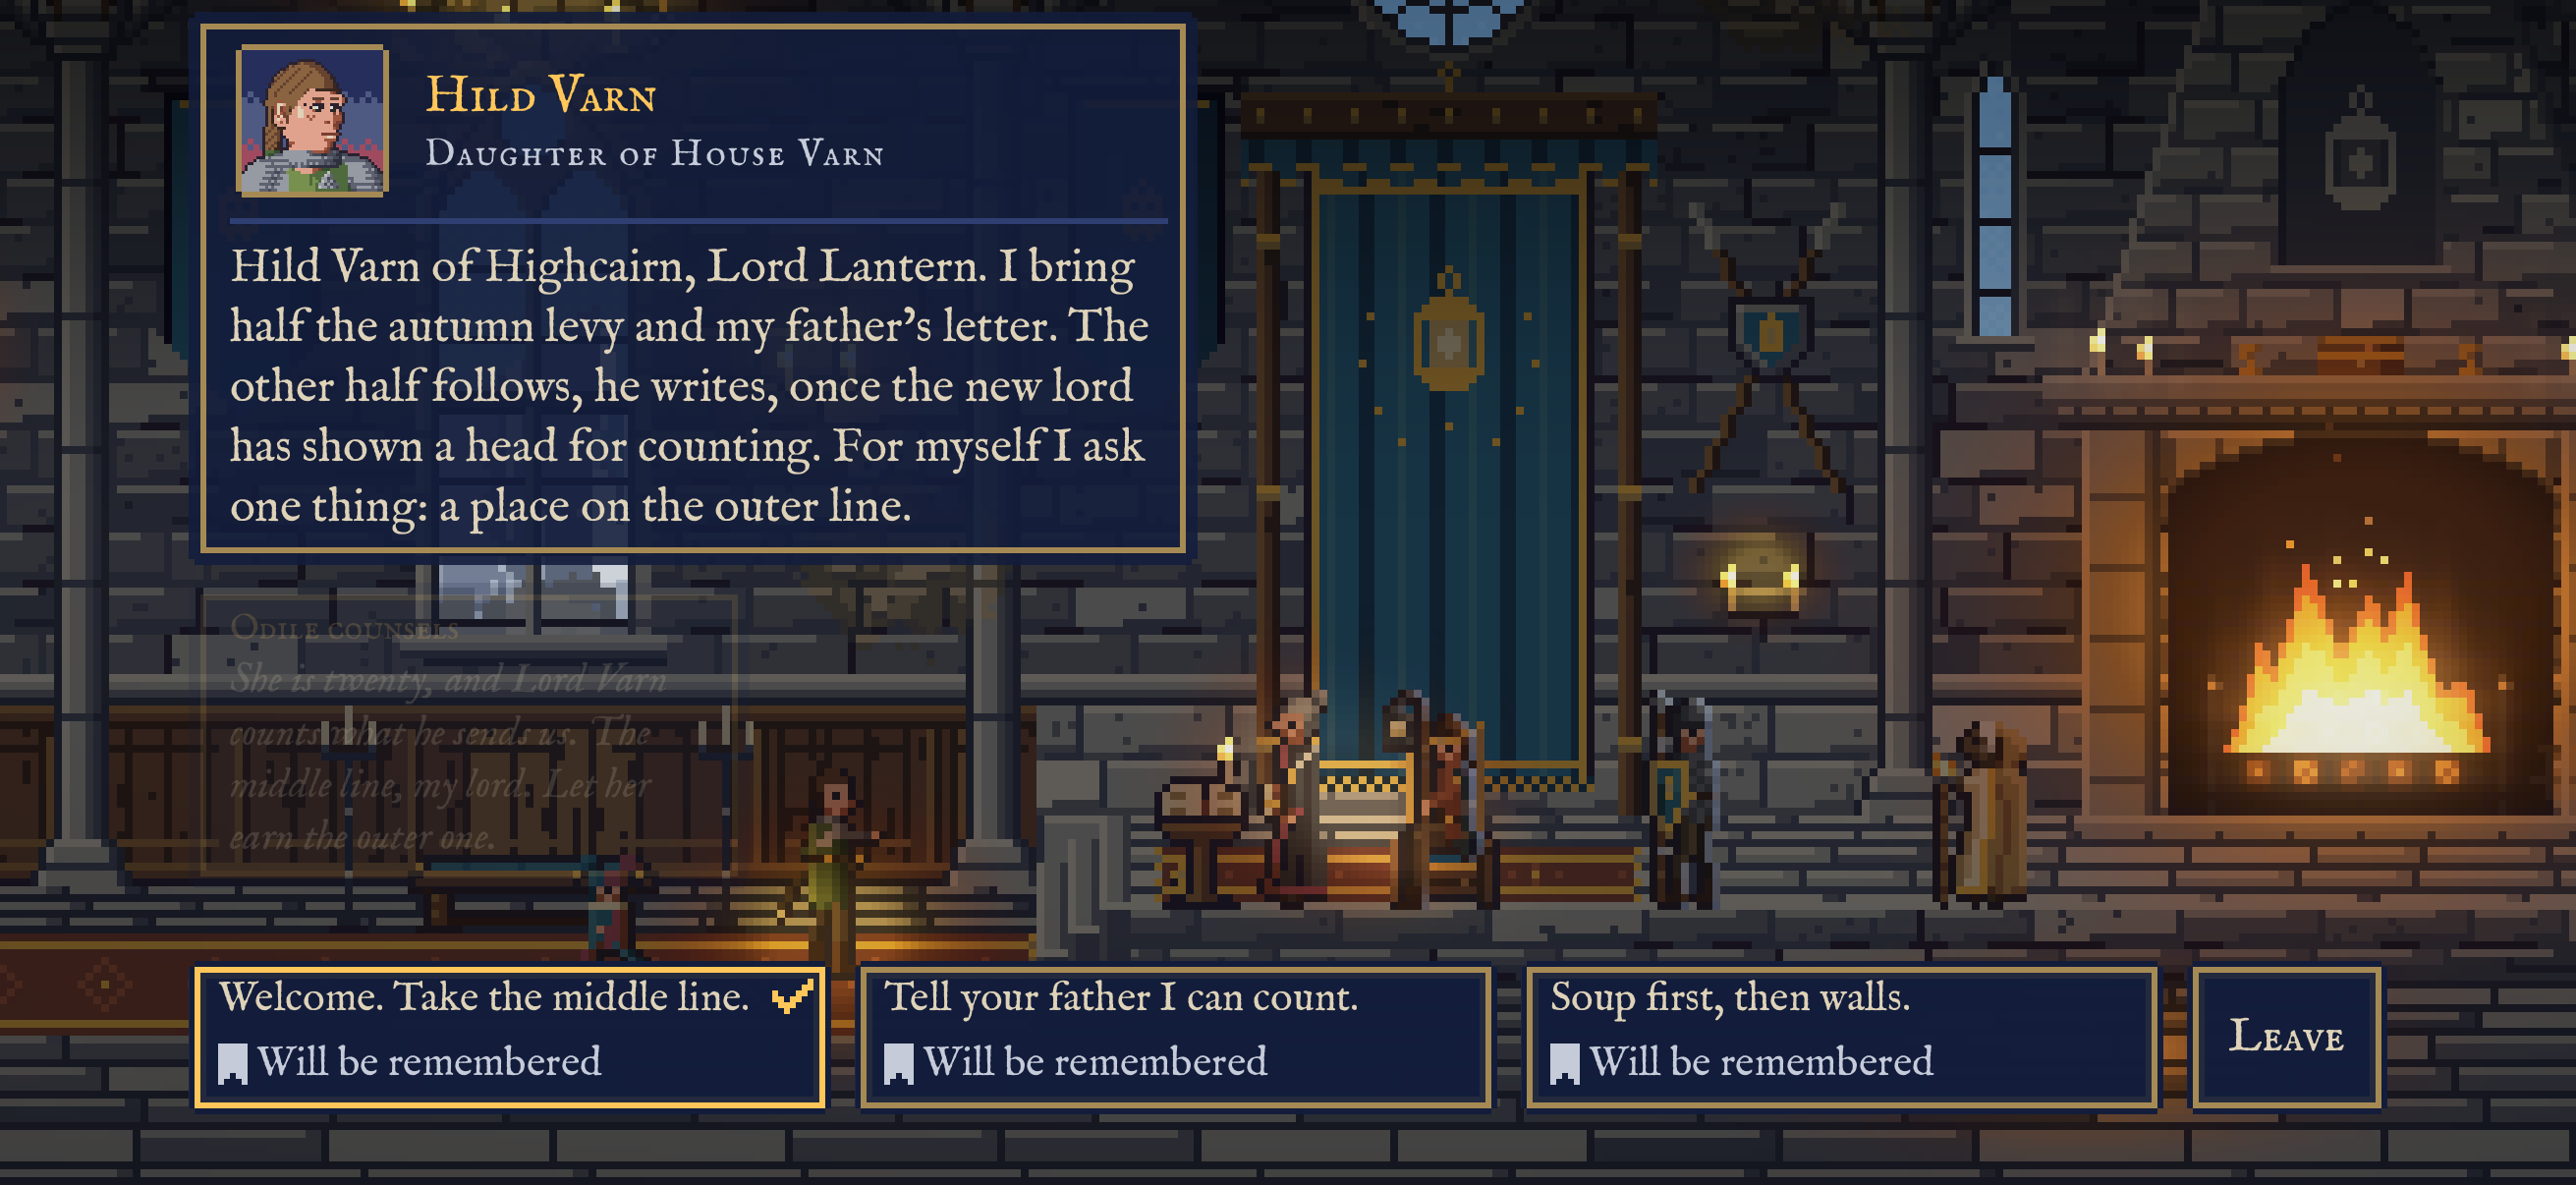 Hild Varn
Daughter of House Varn
Hild Varn of Highcairn, Lord Lantern. I bring
half the autumn levy and my father's letter. The
other half follows, he writes, once the new lord
has shown a head for counting. For myself I ask
one thing: a place on the outer line.
Odile counsels
She is twenty, and Lord Varn
counts what he sends us. The
middle line, my lord. Let her
earn the outer one.
Welcome. Take the middle line.
Will be remembered
Tell your father I can count.
Will be remembered
Soup first, then walls.
Will be remembered
Leave